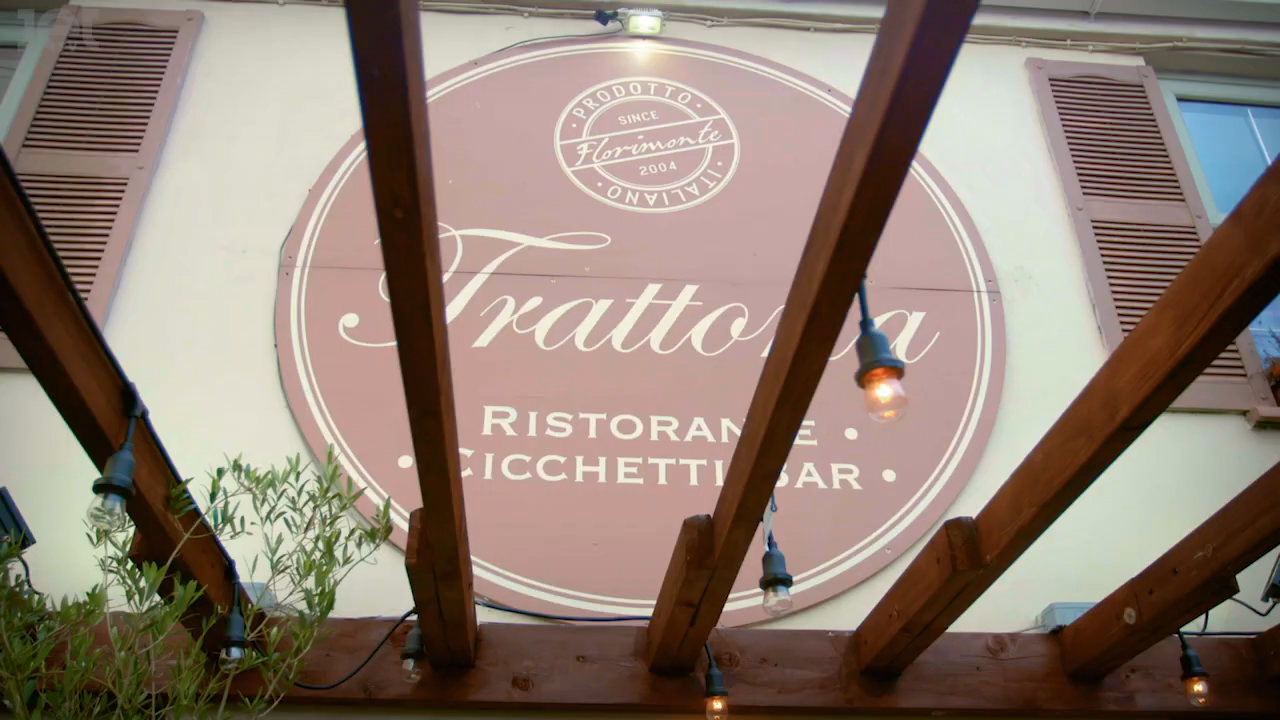 PRODOTTO
SINCE
Florimonte
2004
ITALIANO
Trattoria
RISTORANTE •
• CICCHETTI BAR •